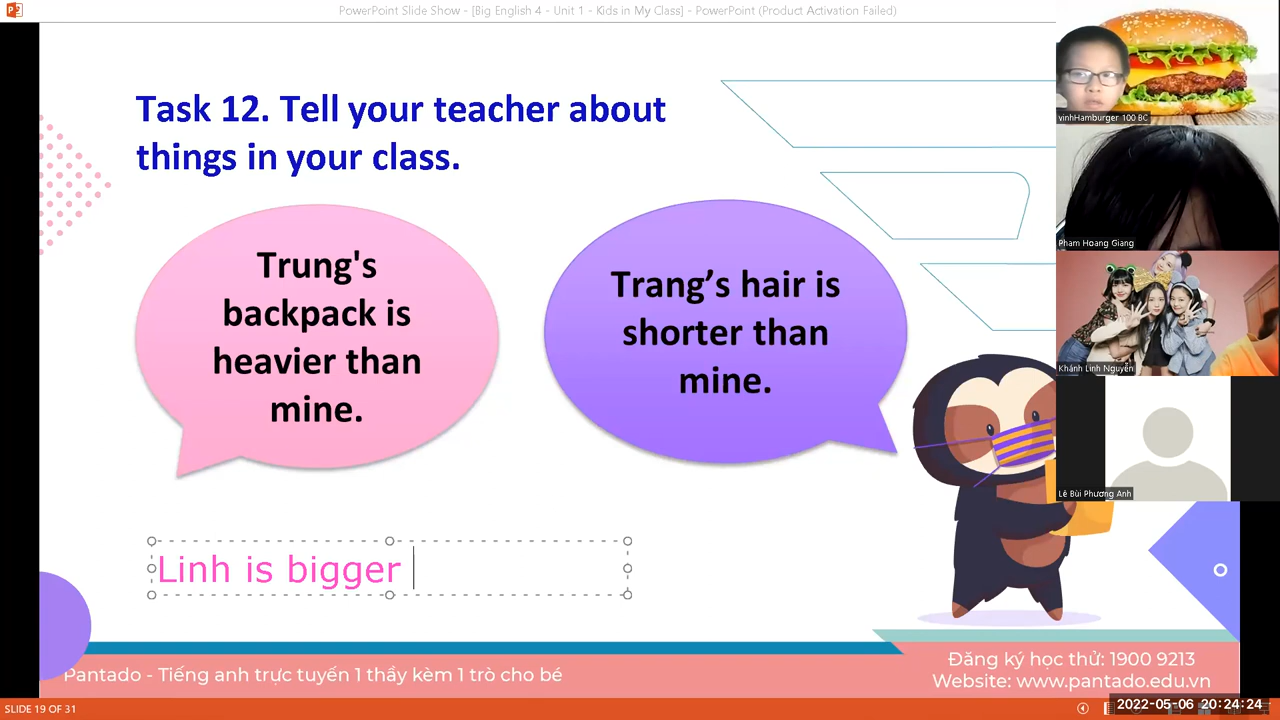 PowerPoint Slide Show - [Big English 4 - Unit 1 - Kids in My Class] - PowerPoint (Product Activation Failed)
Task 12. Tell your teacher about
things in your class.
Trung's
backpack is
heavier than
mine.
Trang’s hair is
shorter than
mine.
Linh is bigger
vinhHamburger 100 BC
Pham Hoang Giang
Khánh Linh Nguyễn
Lê Bùi Phương Anh
Pantado - Tiếng anh trực tuyến 1 thầy kèm 1 trò cho bé
Đăng ký học thử: 1900 9213
Website: www.pantado.edu.vn
SLIDE 19 OF 31
2022-05-06 20:24:24